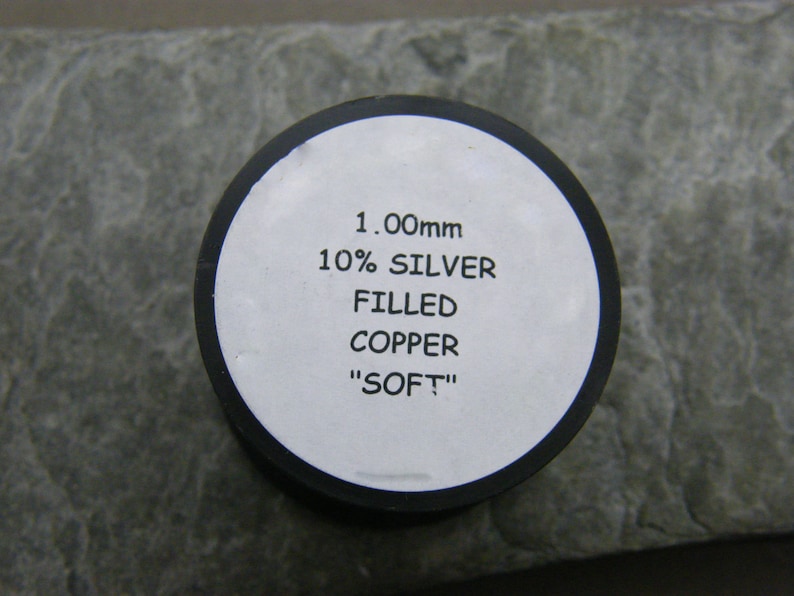 1.00mm
10% SILVER
FILLED
COPPER
"SOFT"